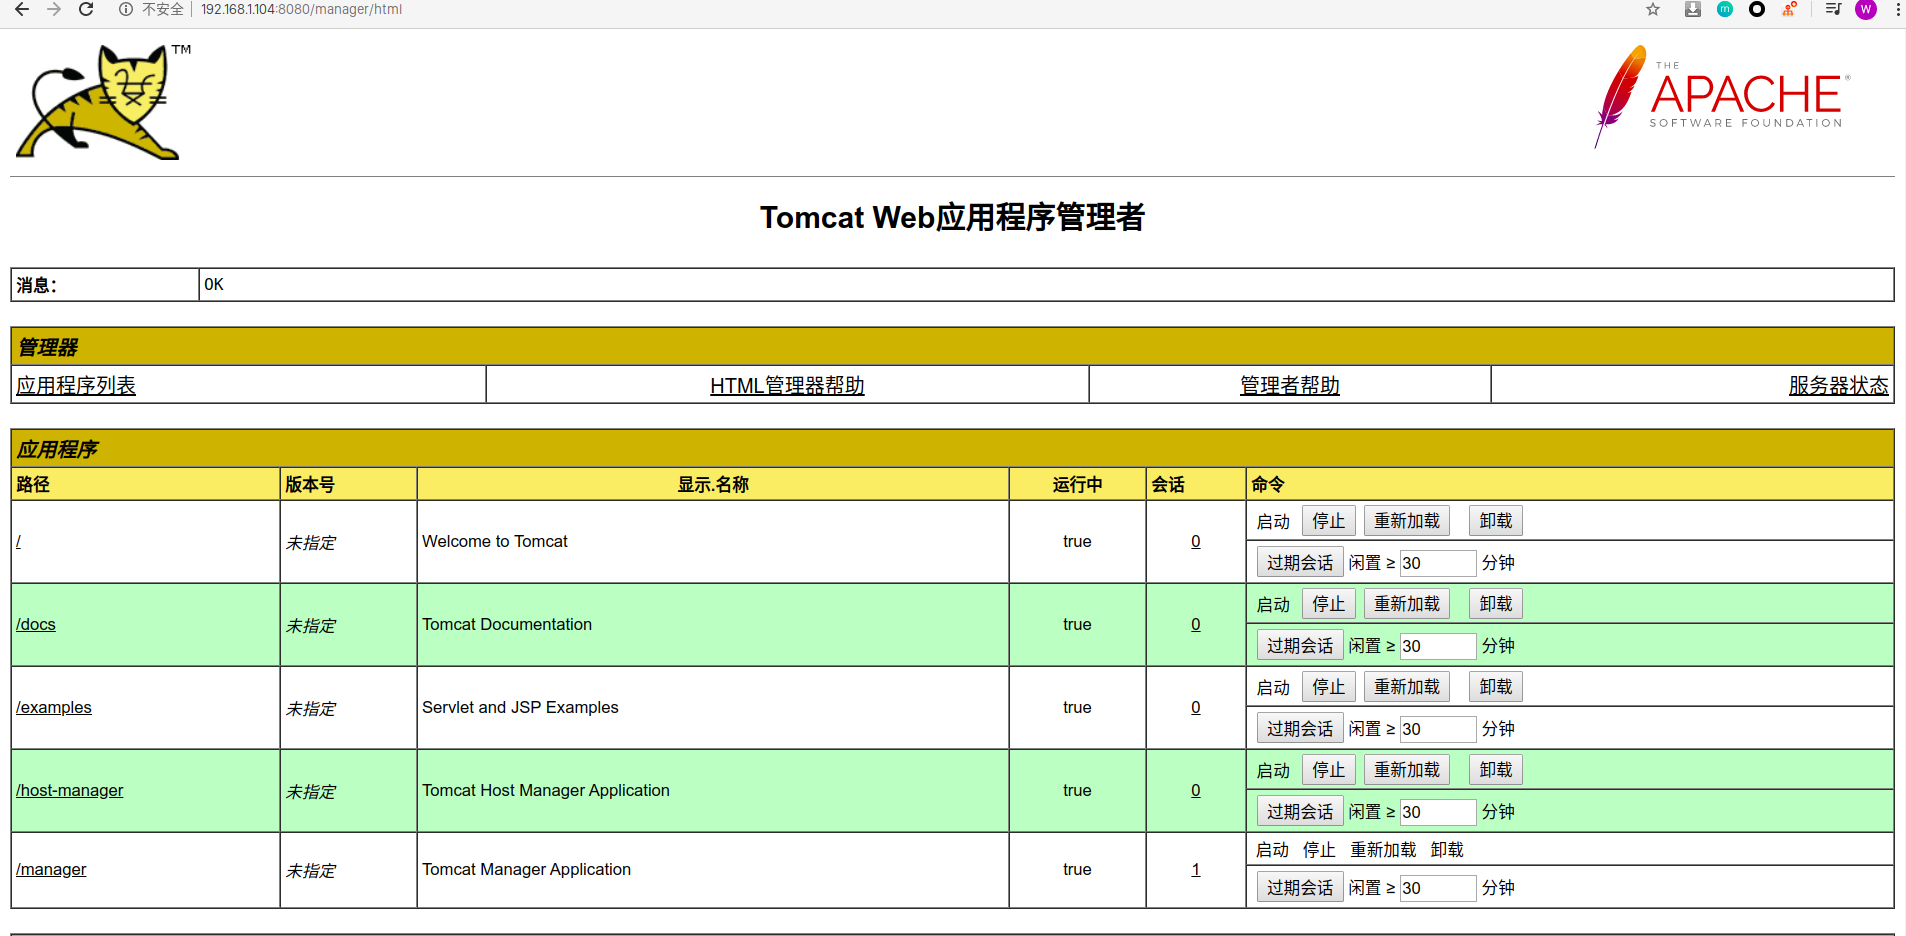 不安全 192.168.1.104:8080/manager/html
W
m
TM
THE
APACHE®
SOFTWARE FOUNDATION
Tomcat Web应用程序管理者
消息: OK
管理器
应用程序列表 HTML管理器帮助 管理者帮助 服务器状态
应用程序
路径 版本号 显示.名称 运行中 会话 命令
/ 未指定 Welcome to Tomcat true 0 启动 停止 重新加载 卸载
过期会话 闲置 ≥ 30 分钟
/docs 未指定 Tomcat Documentation true 0 启动 停止 重新加载 卸载
过期会话 闲置 ≥ 30 分钟
/examples 未指定 Servlet and JSP Examples true 0 启动 停止 重新加载 卸载
过期会话 闲置 ≥ 30 分钟
/host-manager 未指定 Tomcat Host Manager Application true 0 启动 停止 重新加载 卸载
过期会话 闲置 ≥ 30 分钟
/manager 未指定 Tomcat Manager Application true 1 启动 停止 重新加载 卸载
过期会话 闲置 ≥ 30 分钟